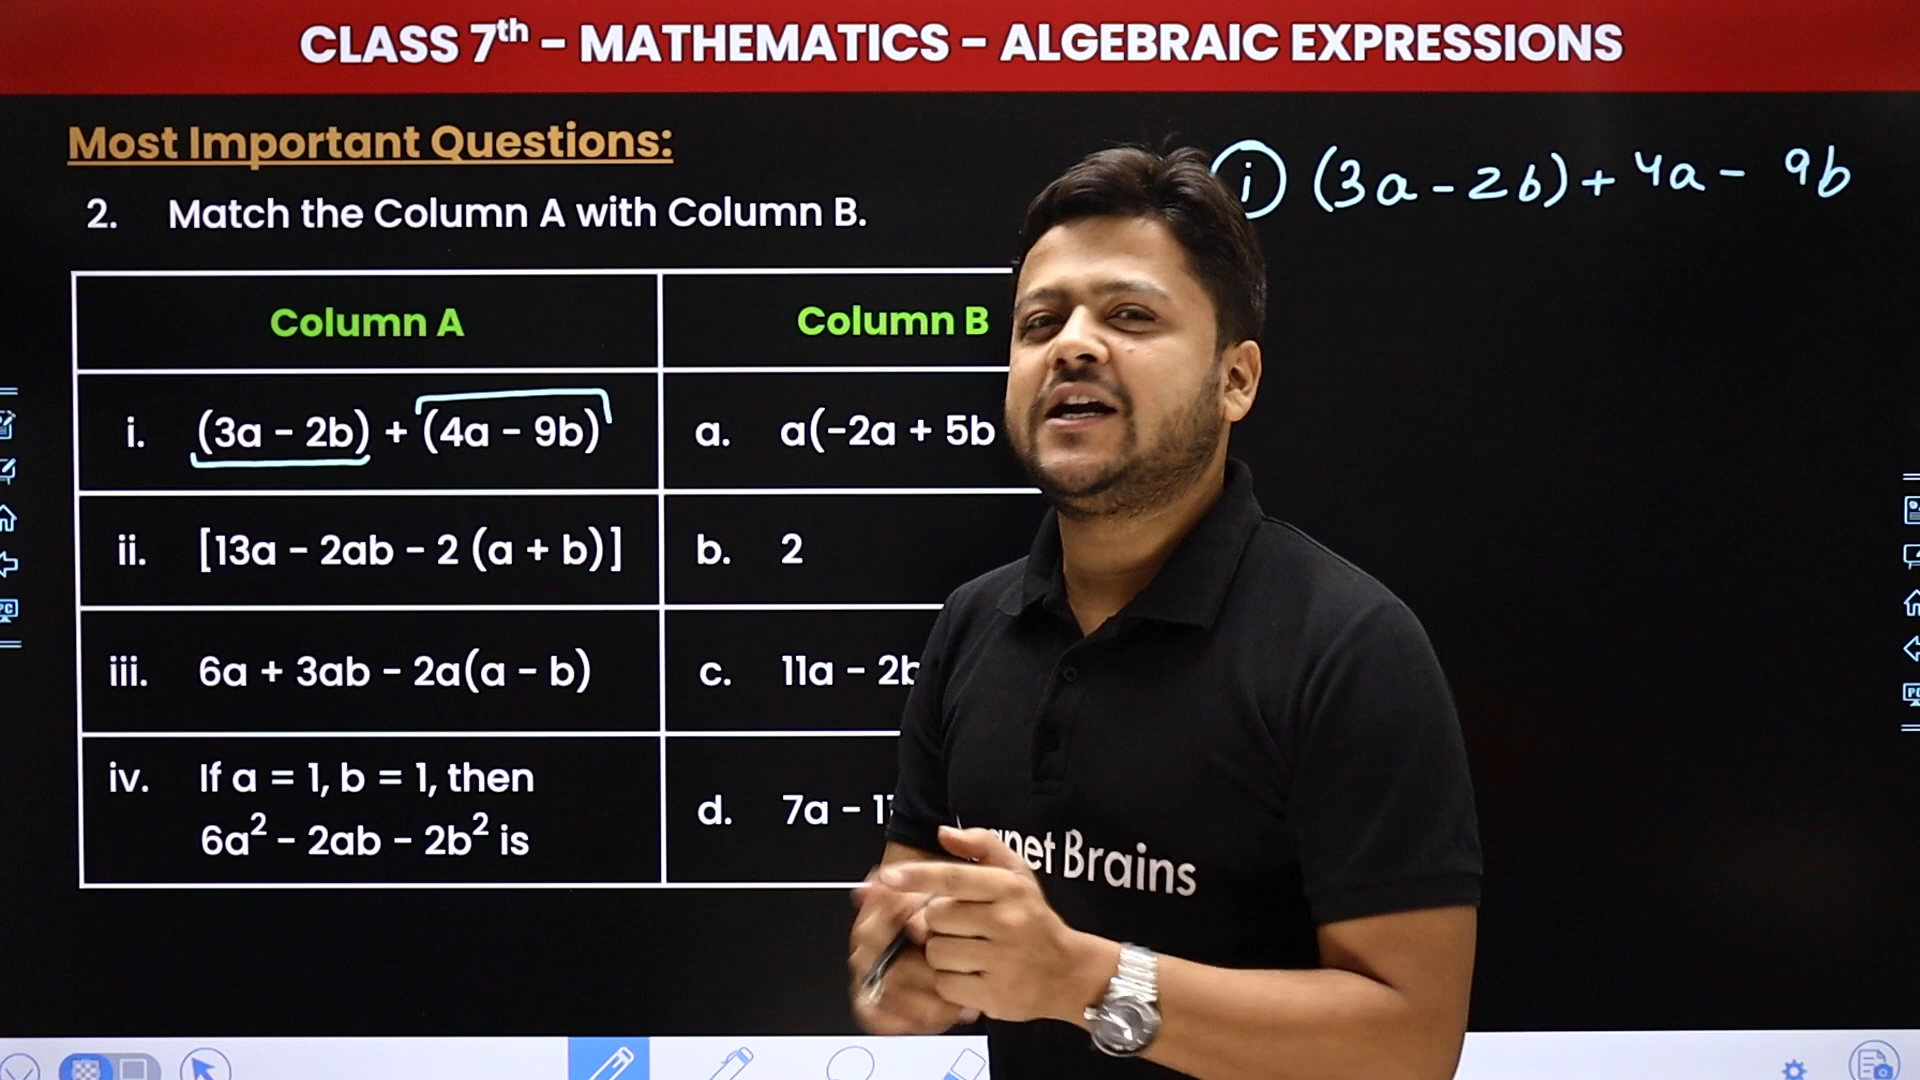 CLASS 7th - MATHEMATICS - ALGEBRAIC EXPRESSIONS
Most Important Questions:
2. Match the Column A with Column B.
Column A Column B
i. (3a - 2b) + (4a - 9b) a. a(-2a + 5b
ii. [13a - 2ab - 2 (a + b)] b. 2
iii. 6a + 3ab - 2a(a - b) c. 11a - 2b
iv. If a = 1, b = 1, then
6a² - 2ab - 2b² is d. 7a - 1
i (3a - 2b) + 4a - 9b
Brains